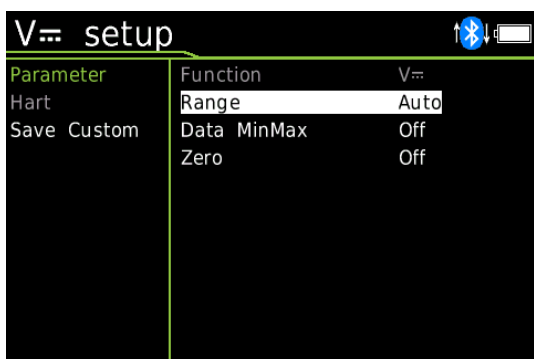 V⎓ setup
Parameter
Hart
Save Custom
Function V⎓
Range Auto
Data MinMax Off
Zero Off